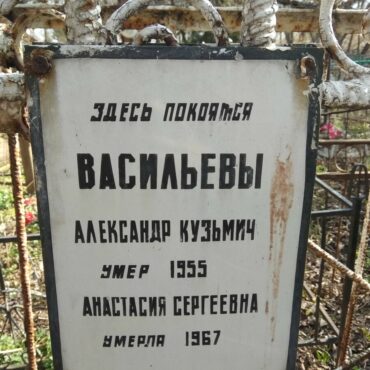 ЗДЕСЬ ПОКОЯТСЯ
ВАСИЛЬЕВЫ
АЛЕКСАНДР КУЗЬМИЧ
УМЕР 1955
АНАСТАСИЯ СЕРГЕЕВНА
УМЕРЛА 1967